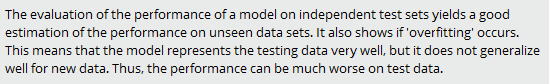 The evaluation of the performance of a model on independent test sets yields a good
estimation of the performance on unseen data sets. It also shows if 'overfitting' occurs.
This means that the model represents the testing data very well, but it does not generalize
well for new data. Thus, the performance can be much worse on test data.